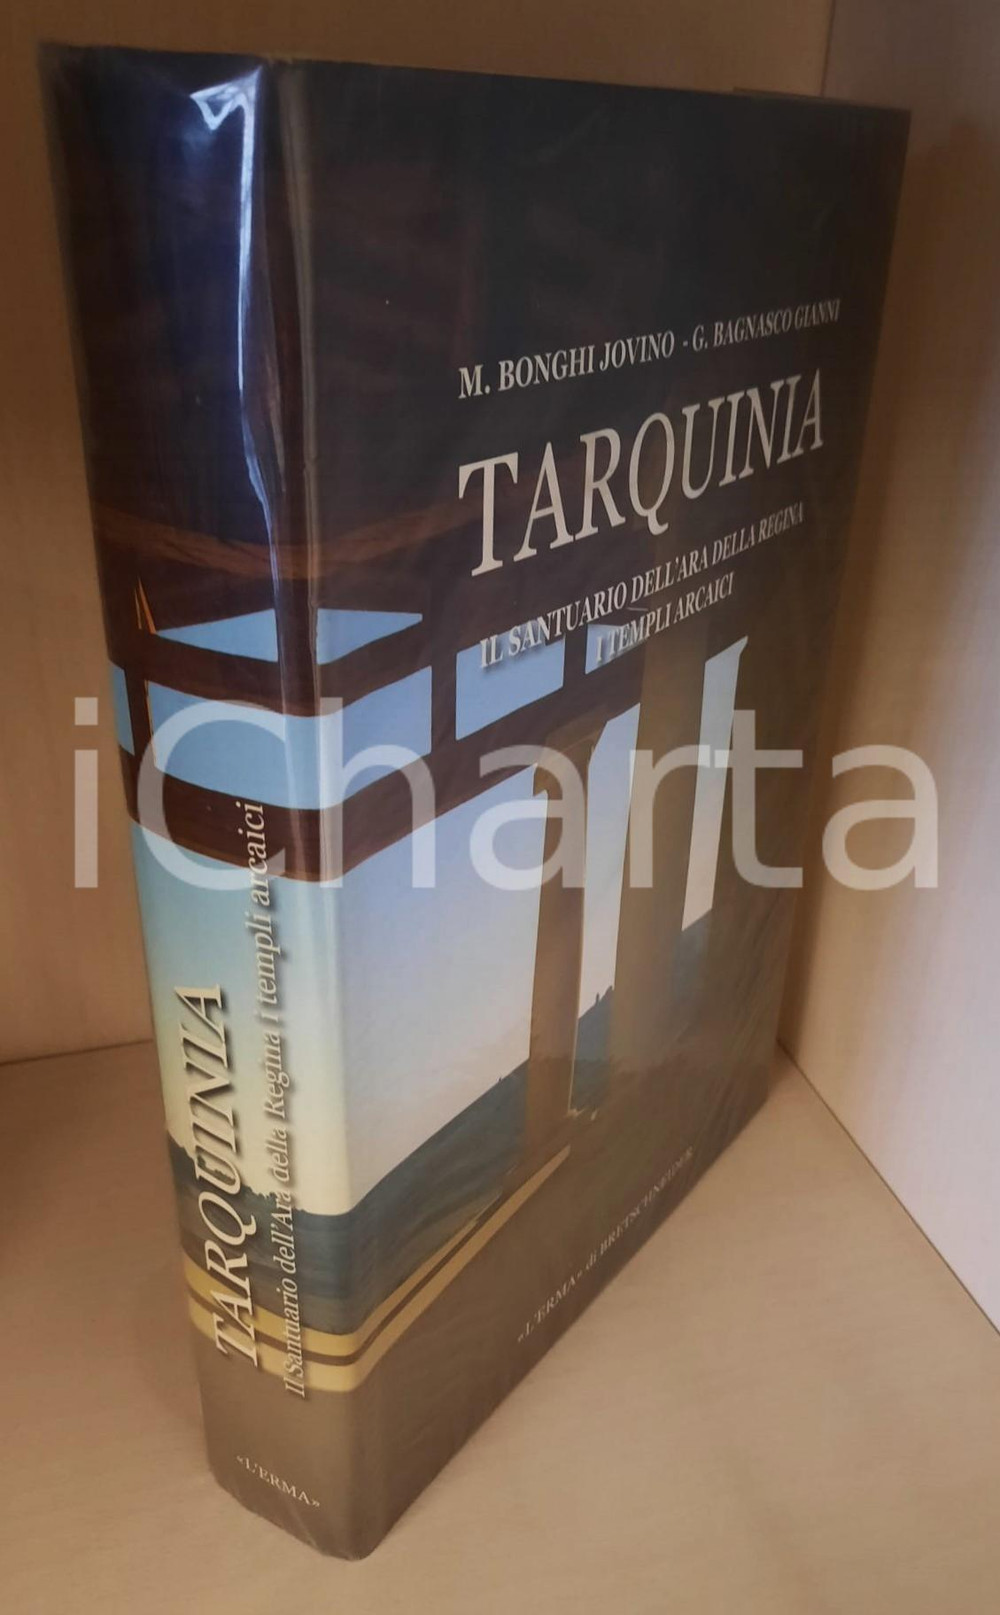 M. BONGHI JOVINO - G. BAGNASCO GIANNI
TARQUINIA
IL SANTUARIO DELL'ARA DELLA REGINA
I TEMPLI ARCAICI
«L'ERMA» di BRETSCHNEIDER
TARQUINIA
Il Santuario dell'Ara della Regina i templi arcaici
«L'ERMA»
iCharta